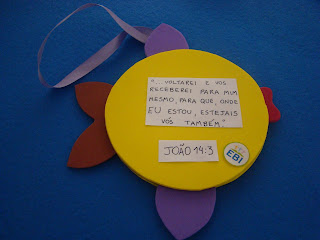 "... VOLTAREI E VOS
RECEBEREI PARA MIM
MESMO, PARA QUE, ONDE
EU ESTOU, ESTEJAIS
VÓS TAMBÉM."
JOÃO 14:3
EBI